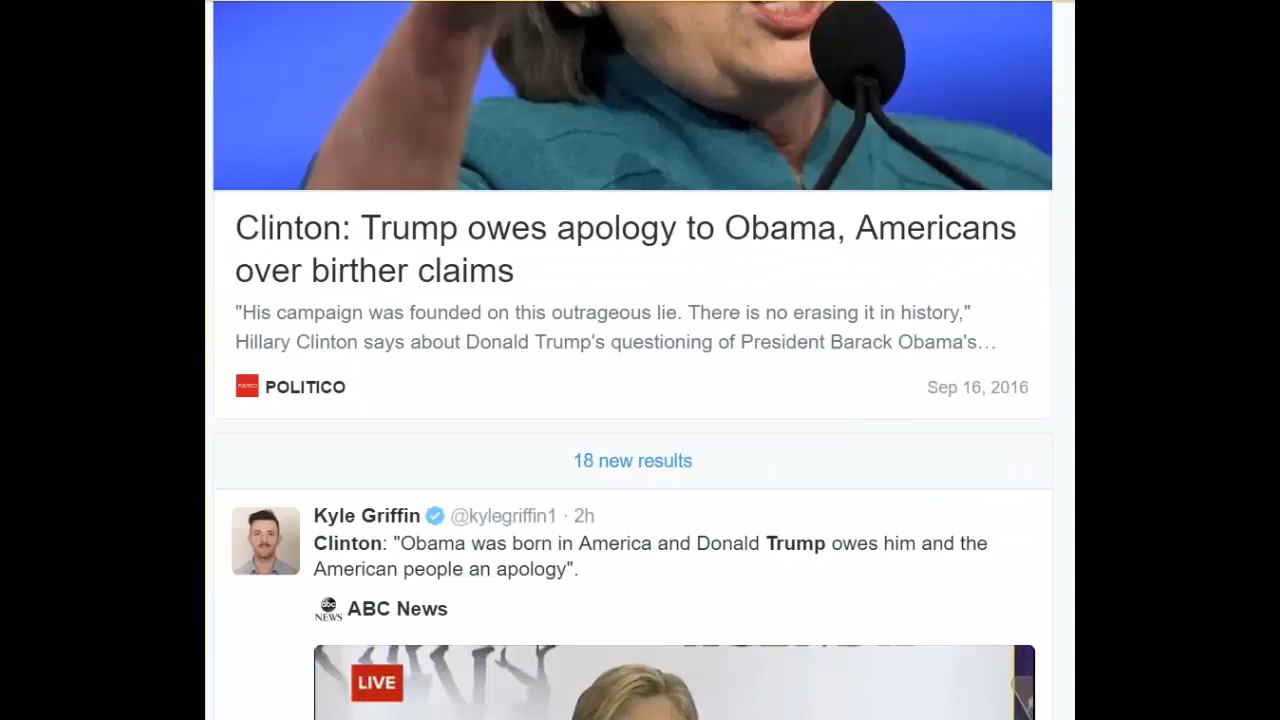 Clinton: Trump owes apology to Obama, Americans
over birther claims
"His campaign was founded on this outrageous lie. There is no erasing it in history,"
Hillary Clinton says about Donald Trump's questioning of President Barack Obama's…
POLITICO POLITICO Sep 16, 2016
18 new results
Kyle Griffin @kylegriffin1 · 2h
Clinton: "Obama was born in America and Donald Trump owes him and the
American people an apology".
abc NEWS ABC News
LIVE